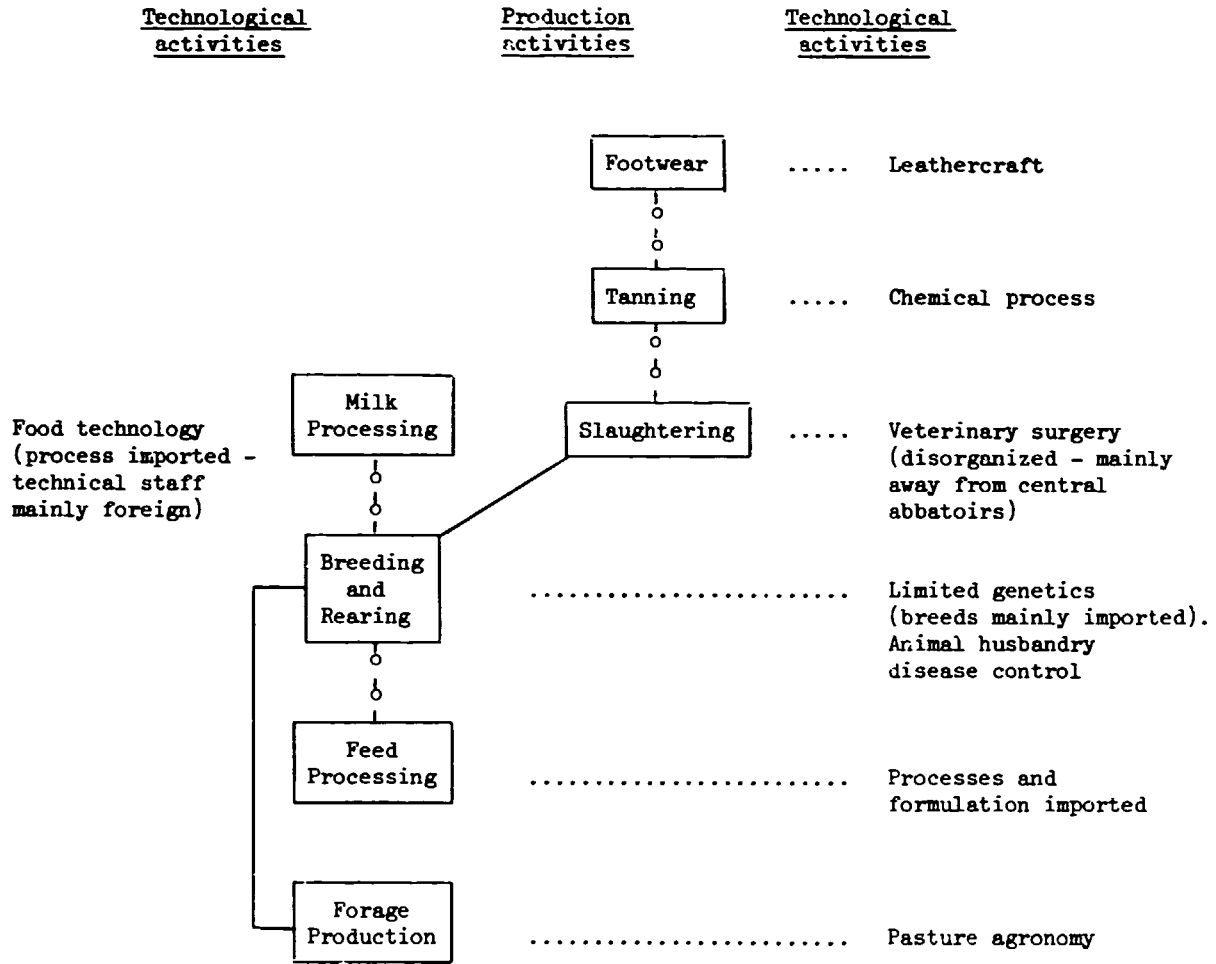 Technological
activities
Production
activities
Technological
activities
Footwear
..... Leathercraft
Tanning
..... Chemical process
Milk
Processing
Food technology
(process imported -
technical staff
mainly foreign)
Slaughtering
..... Veterinary surgery
(disorganized - mainly
away from central
abbatoirs)
Breeding
and
Rearing
......................... Limited genetics
(breeds mainly imported).
Animal husbandry
disease control
Feed
Processing
......................... Processes and
formulation imported
Forage
Production
......................... Pasture agronomy